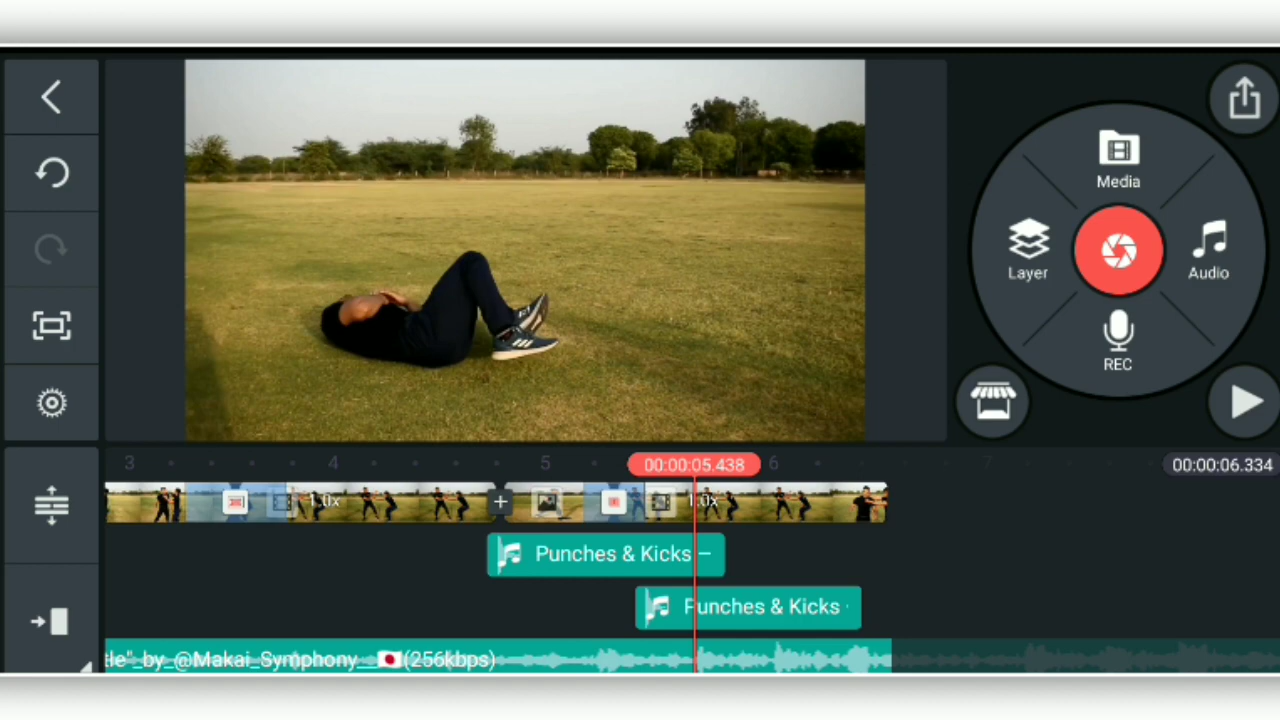 Media
Layer
Audio
REC
3
4
5
00:00:05.438
6
7
00:00:06.334
1.0x
1.0x
Punches & Kicks –
Punches & Kicks
tle"_by_@Makai_Symphony_🇯🇵(256kbps)